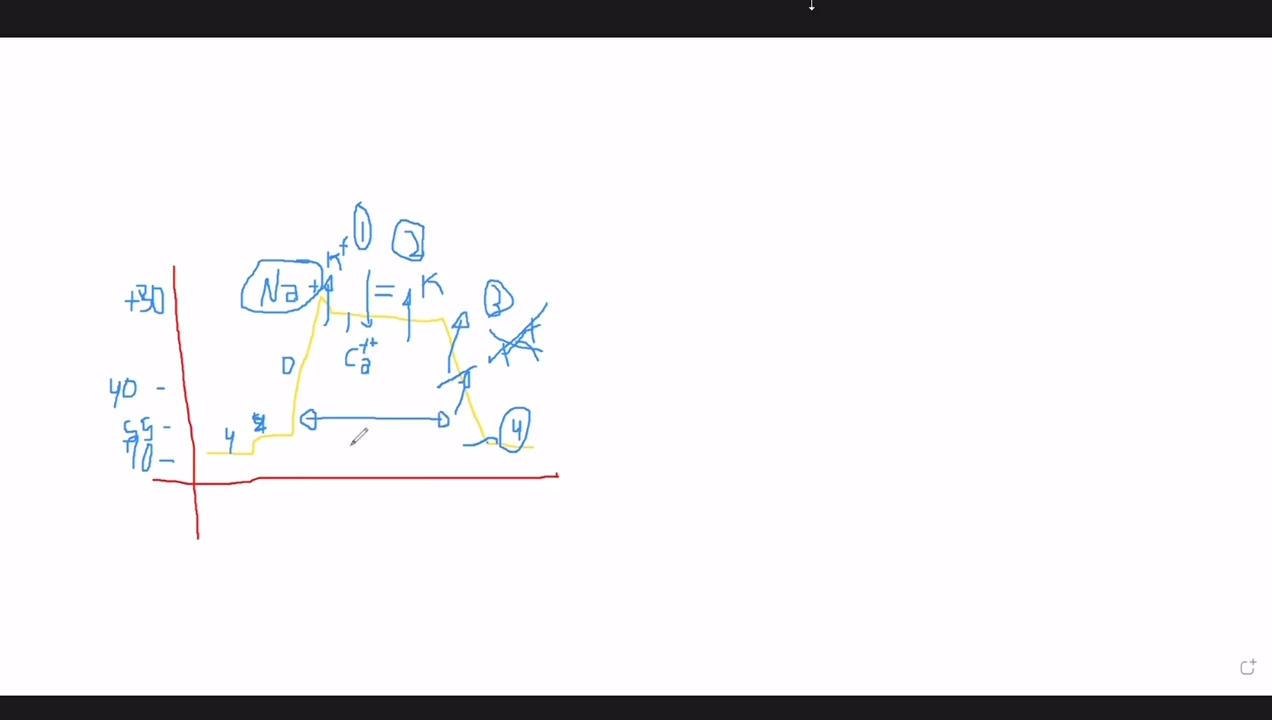 1 2
K+
Na+ = K 3
+30
Ca++
0
40 -
55 -
4 4
70 -